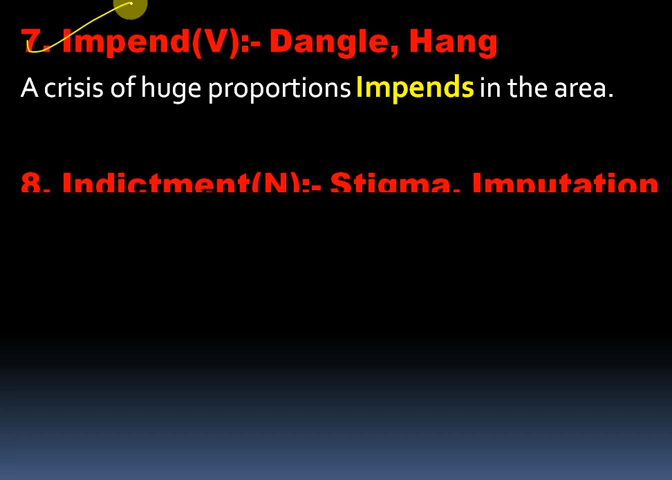 7. Impend(V):- Dangle, Hang
A crisis of huge proportions Impends in the area.
8. Indictment(N):- Stigma, Imputation